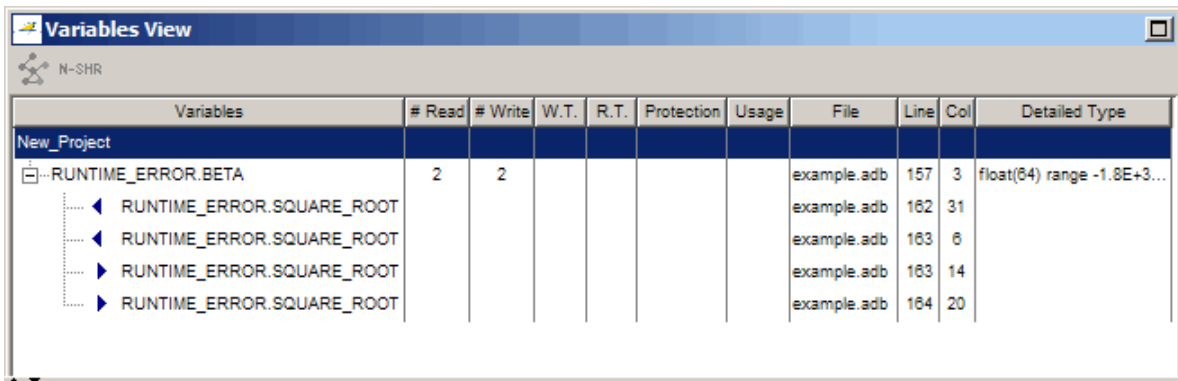 Variables View
N-SHR
Variables # Read # Write W.T. R.T. Protection Usage File Line Col Detailed Type
New_Project
RUNTIME_ERROR.BETA 2 2 example.adb 157 3 float(64) range -1.8E+3...
RUNTIME_ERROR.SQUARE_ROOT example.adb 162 31
RUNTIME_ERROR.SQUARE_ROOT example.adb 163 6
RUNTIME_ERROR.SQUARE_ROOT example.adb 163 14
RUNTIME_ERROR.SQUARE_ROOT example.adb 164 20